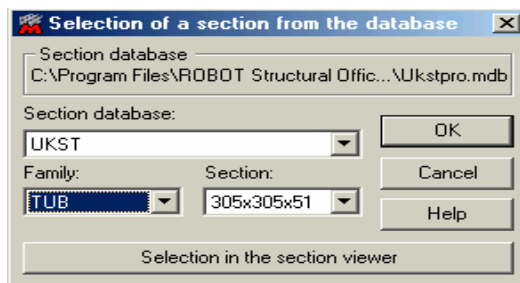 Selection of a section from the database
Section database
C:\Program Files\ROBOT Structural Offic...\Ukstpro.mdb
Section database:
UKST
OK
Family:
Section:
Cancel
TUB
305x305x51
Help
Selection in the section viewer